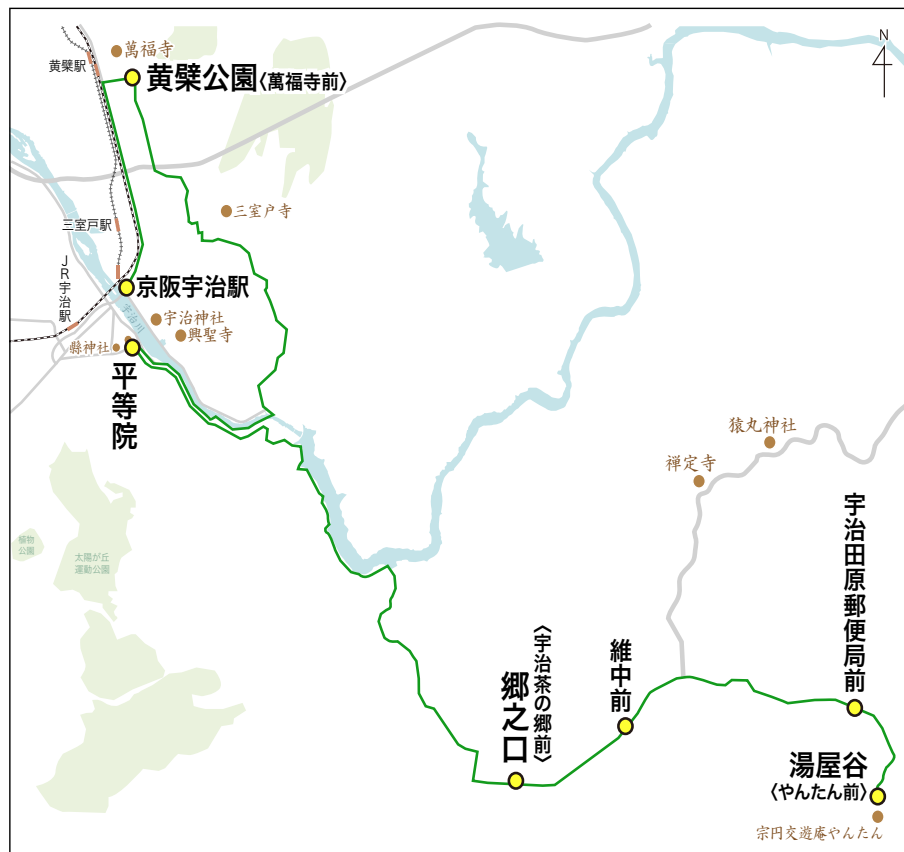 N
萬福寺
黄檗駅
黄檗公園〈萬福寺前〉
三室戸寺
三室戸駅
JR宇治駅
京阪宇治駅
宇治川
宇治神社
興聖寺
縣神社
平等院
猿丸神社
禅定寺
植物
公園
太陽が丘
運動公園
宇治田原郵便局前
維中前
〈宇治茶の郷前〉
郷之口
湯屋谷
〈やんたん前〉
宗円交遊庵やんたん